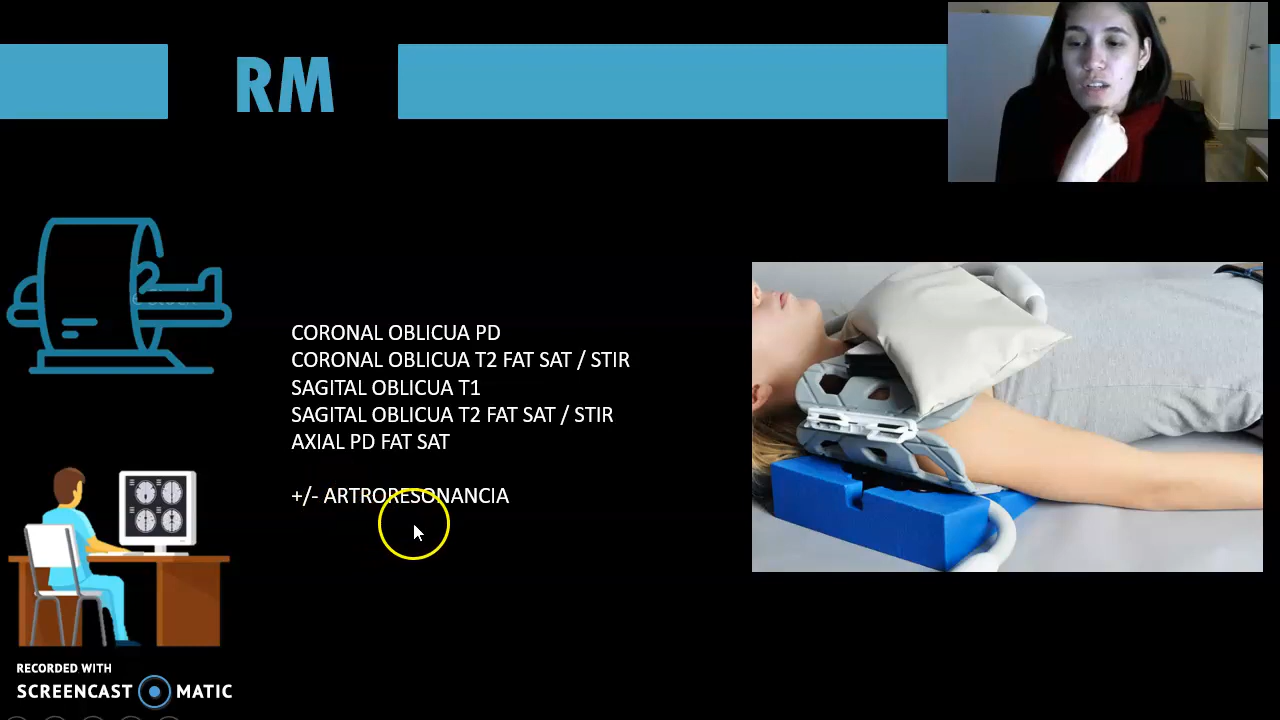 RM
CORONAL OBLICUA PD
CORONAL OBLICUA T2 FAT SAT / STIR
SAGITAL OBLICUA T1
SAGITAL OBLICUA T2 FAT SAT / STIR
AXIAL PD FAT SAT
+/- ARTRORESONANCIA
RECORDED WITH
SCREENCAST MATIC